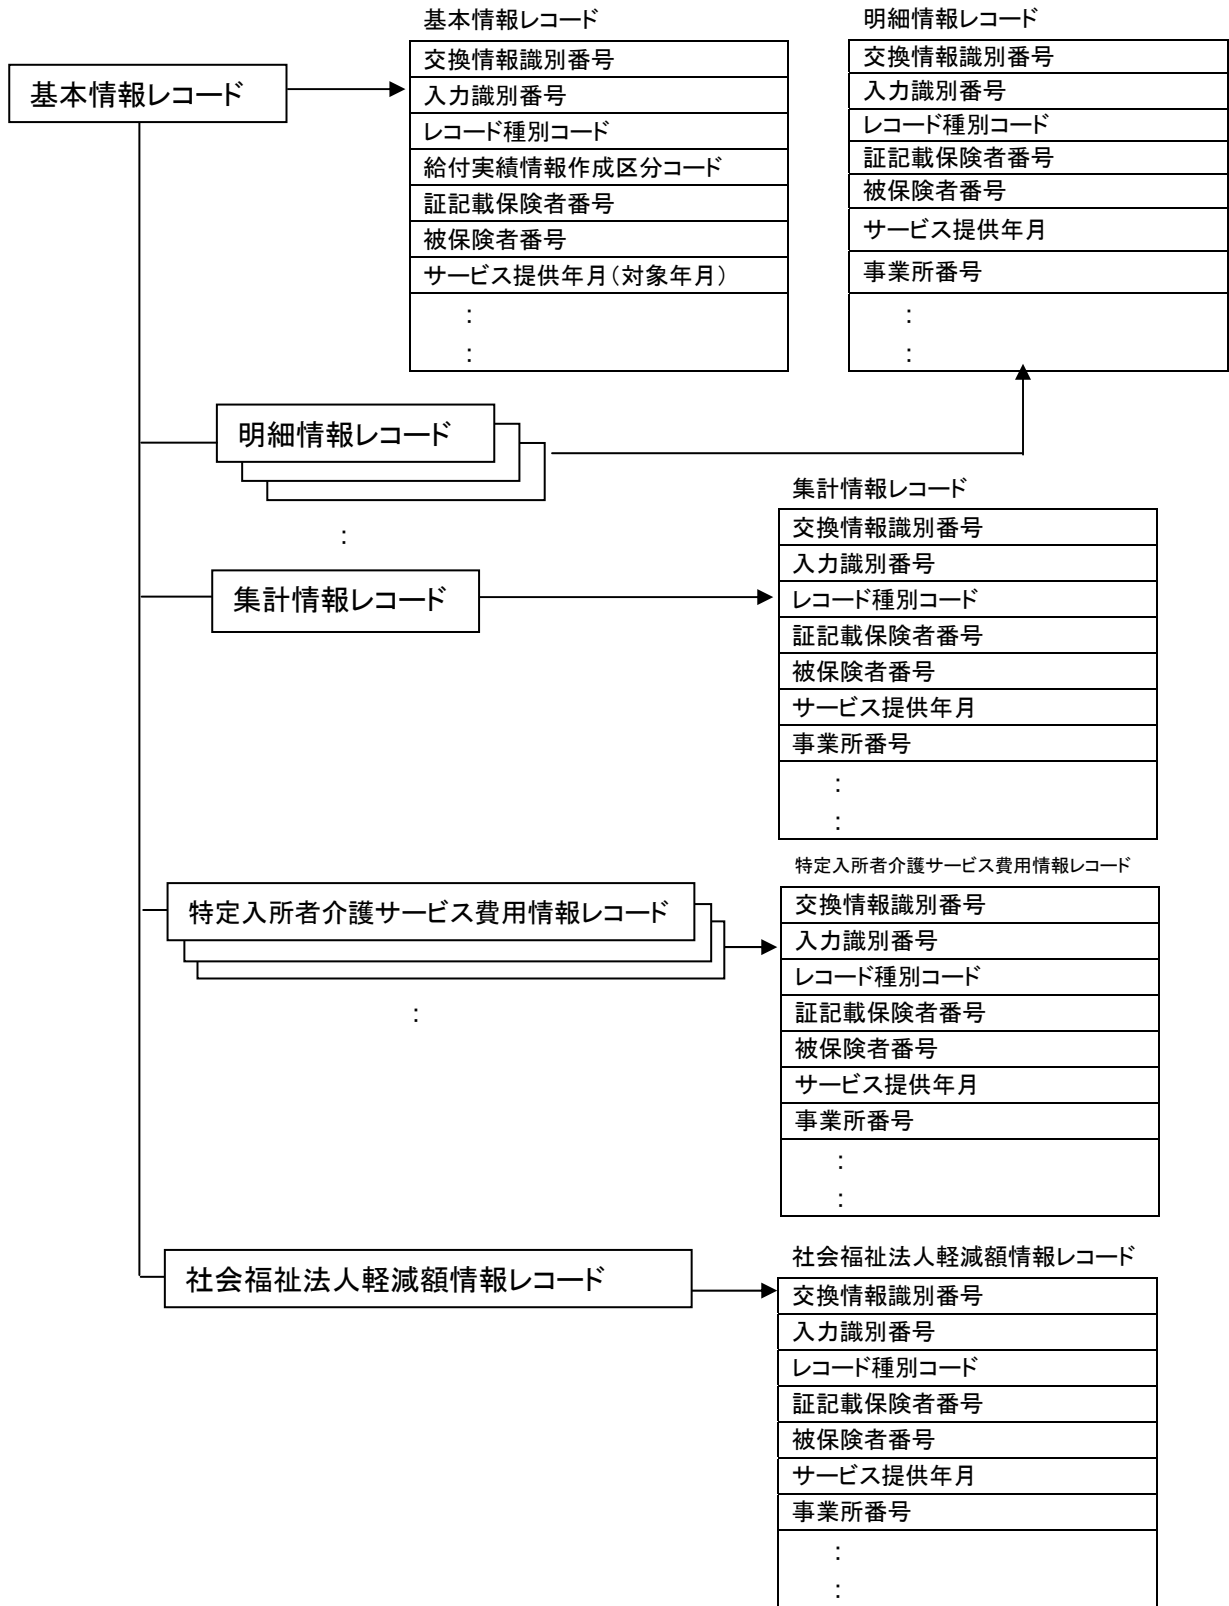 基本情報レコード
基本情報レコード
交換情報識別番号
入力識別番号
レコード種別コード
給付実績情報作成区分コード
証記載保険者番号
被保険者番号
サービス提供年月(対象年月)
:
:
明細情報レコード
交換情報識別番号
入力識別番号
レコード種別コード
証記載保険者番号
被保険者番号
サービス提供年月
事業所番号
:
:
明細情報レコード
:
集計情報レコード
集計情報レコード
交換情報識別番号
入力識別番号
レコード種別コード
証記載保険者番号
被保険者番号
サービス提供年月
事業所番号
:
:
特定入所者介護サービス費用情報レコード
:
特定入所者介護サービス費用情報レコード
交換情報識別番号
入力識別番号
レコード種別コード
証記載保険者番号
被保険者番号
サービス提供年月
事業所番号
:
:
社会福祉法人軽減額情報レコード
社会福祉法人軽減額情報レコード
交換情報識別番号
入力識別番号
レコード種別コード
証記載保険者番号
被保険者番号
サービス提供年月
事業所番号
:
: